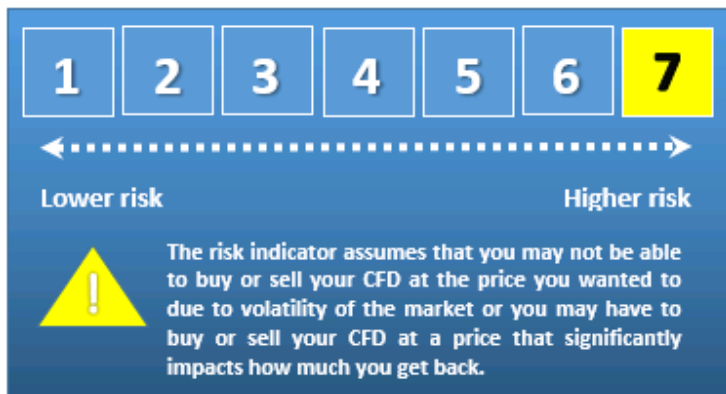 1 2 3 4 5 6 7
Lower risk Higher risk
!
The risk indicator assumes that you may not be able
to buy or sell your CFD at the price you wanted to
due to volatility of the market or you may have to
buy or sell your CFD at a price that significantly
impacts how much you get back.